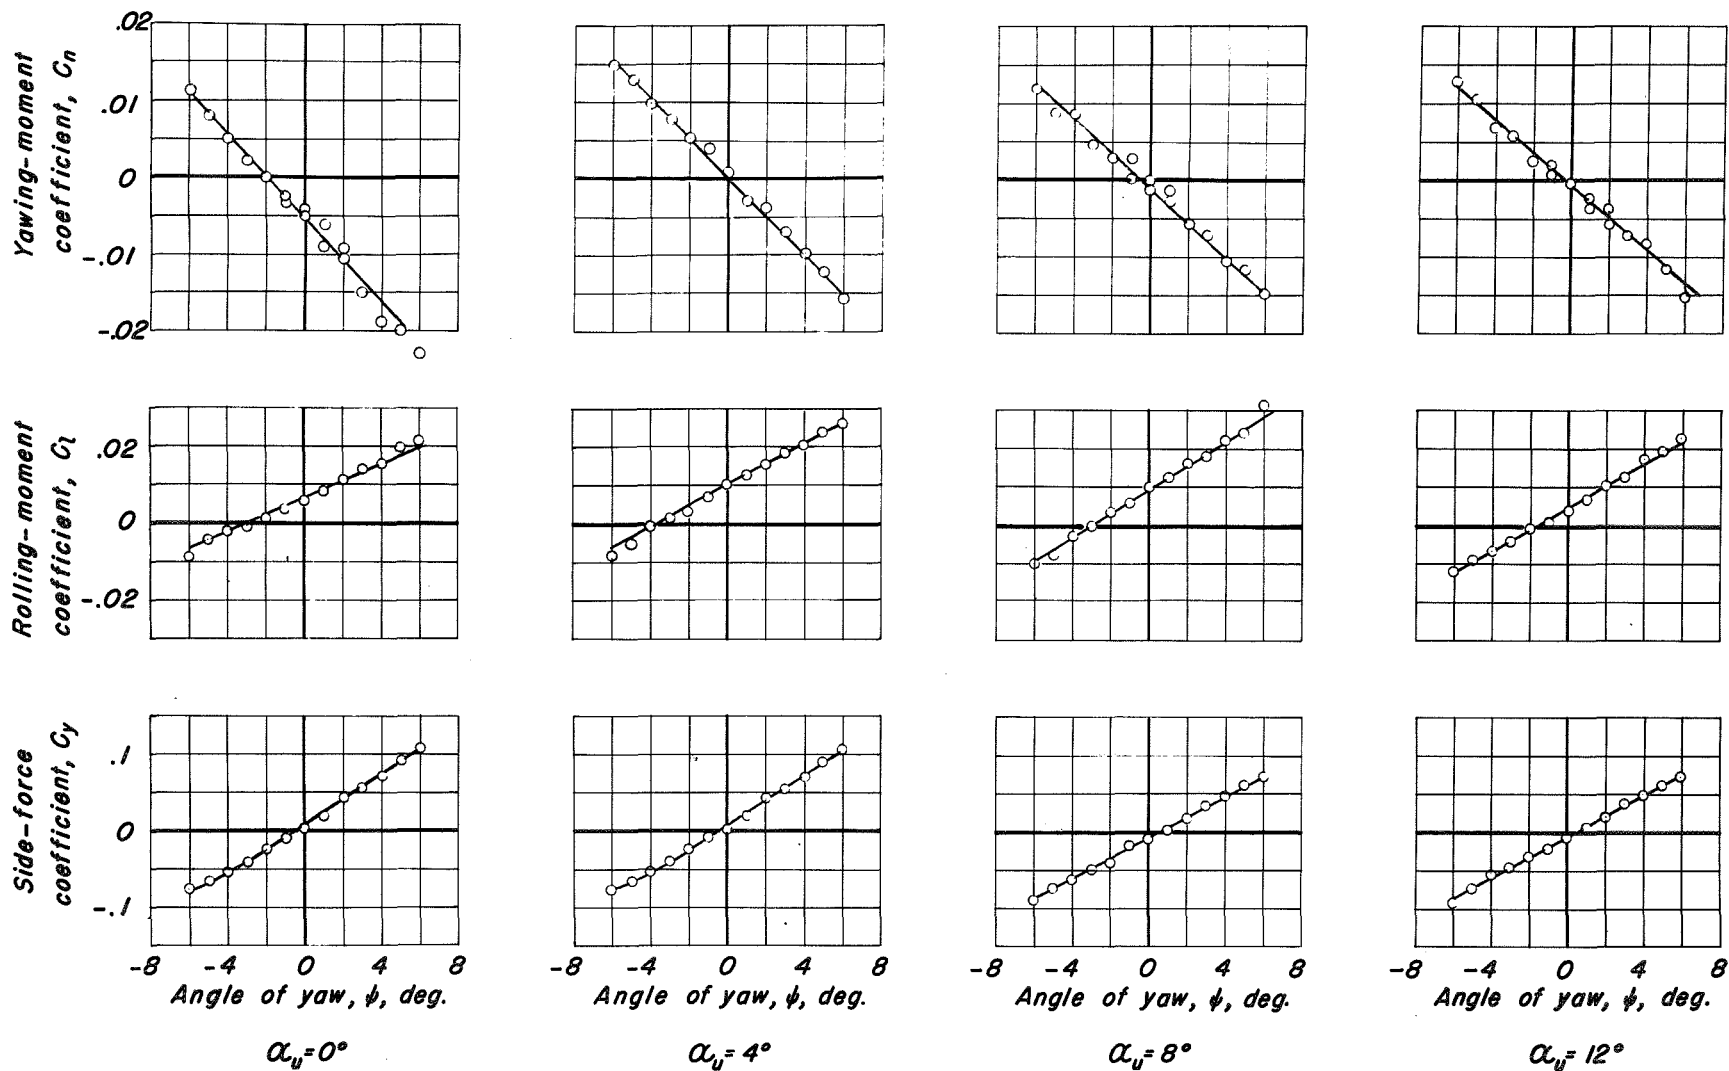 Yawing-moment
coefficient, Cn
.02
.01
0
-.01
-.02
Rolling-moment
coefficient, Cl
.02
0
-.02
Side-force
coefficient, Cy
.1
0
-.1
-8 -4 0 4 8
-8 -4 0 4 8
-8 -4 0 4 8
-8 -4 0 4 8
Angle of yaw, ψ, deg.
Angle of yaw, ψ, deg.
Angle of yaw, ψ, deg.
Angle of yaw, ψ, deg.
αu=0°
αu=4°
αu=8°
αu=12°